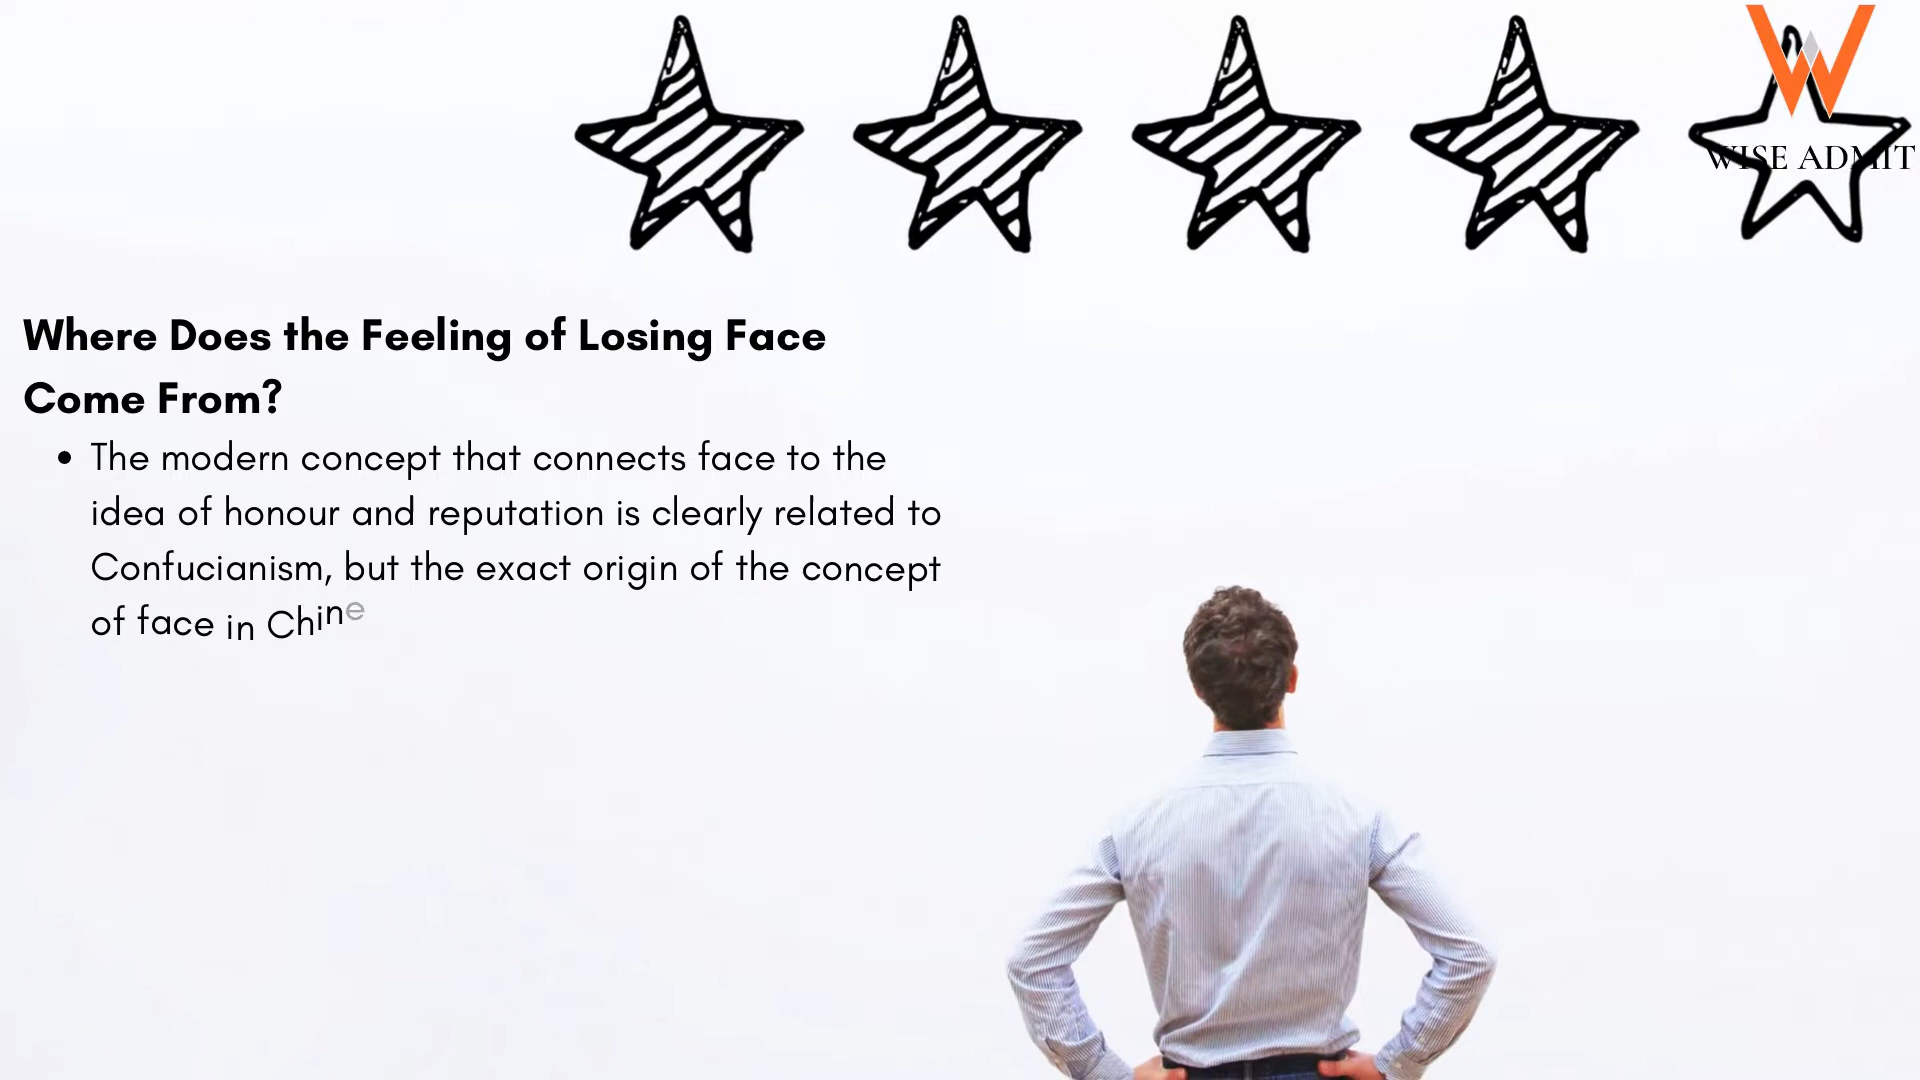 WISE ADMIT
Where Does the Feeling of Losing Face
Come From?
• The modern concept that connects face to the
idea of honour and reputation is clearly related to
Confucianism, but the exact origin of the concept
of face in Chine